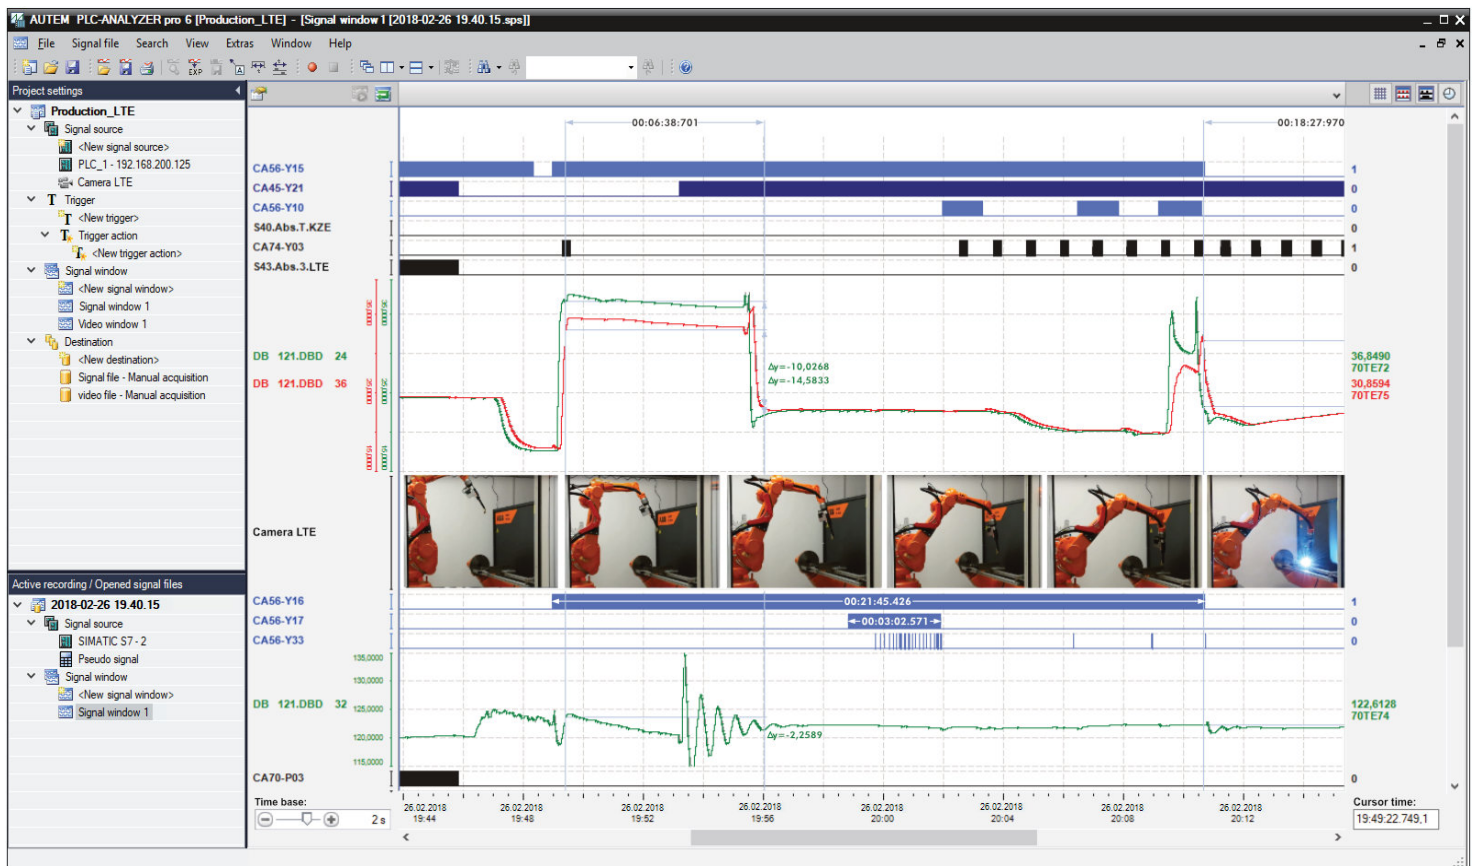 AUTEM PLC-ANALYZER pro 6 [Production_LTE] - [Signal window 1 [2018-02-26 19.40.15.sps]]
File Signal file Search View Extras Window Help
Project settings
Production_LTE
Signal source
<New signal source>
PLC_1 - 192.168.200.125
Camera LTE
T Trigger
<New trigger>
Trigger action
<New trigger action>
Signal window
<New signal window>
Signal window 1
Video window 1
Destination
<New destination>
Signal file - Manual acquisition
video file - Manual acquisition
Active recording / Opened signal files
2018-02-26 19.40.15
Signal source
SIMATIC S7 - 2
Pseudo signal
Signal window
<New signal window>
Signal window 1
00:06:38:701 00:18:27:970
CA56-Y15 1
CA45-Y21 0
CA56-Y10 0
S40.Abs.T.KZE 0
CA74-Y03 1
S43.Abs.3.LTE 0
DB 121.DBD 24
36,8490
70TE72
DB 121.DBD 36
30,8594
70TE75
Δy=-10,0268
Δy=-14,5833
Camera LTE
CA56-Y16 00:21:45.426 1
CA56-Y17 00:03:02.571 0
CA56-Y33 0
135,0000
130,0000
DB 121.DBD 32 125,0000
120,0000
115,0000
Δy=-2,2589
122,6128
70TE74
CA70-P03 0
Time base:
2 s
26.02.2018 26.02.2018 26.02.2018 26.02.2018 26.02.2018 26.02.2018 26.02.2018 26.02.2018
19:44 19:48 19:52 19:56 20:00 20:04 20:08 20:12
Cursor time:
19:49:22.749,1